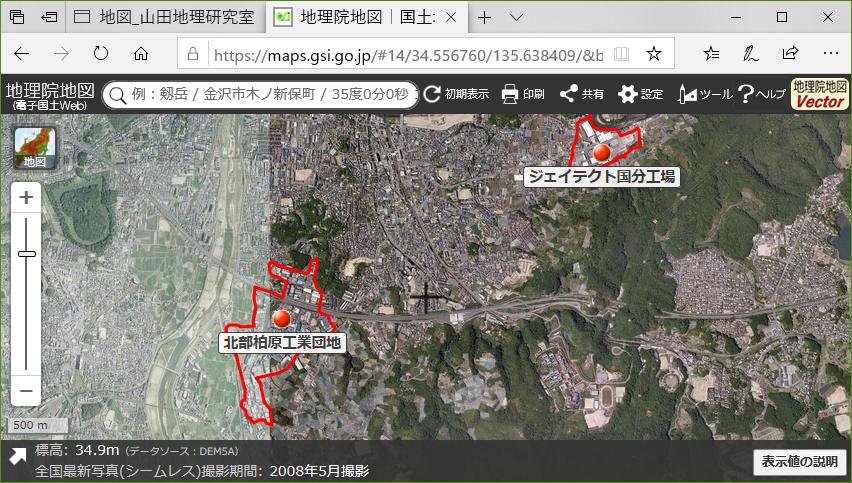 地図_山田地理研究室
地理院地図 | 国土
https://maps.gsi.go.jp/#14/34.556760/135.638409/&b
地理院地図
(電子国土Web)
例：剱岳 / 金沢市木ノ新保町 / 35度0分0秒
初期表示
印刷
共有
設定
ツール
ヘルプ
地理院地図
Vector
地図
ジェイテクト国分工場
北部柏原工業団地
500 m
標高: 34.9m (データソース：DEM5A)
全国最新写真(シームレス)撮影期間: 2008年5月撮影
表示値の説明